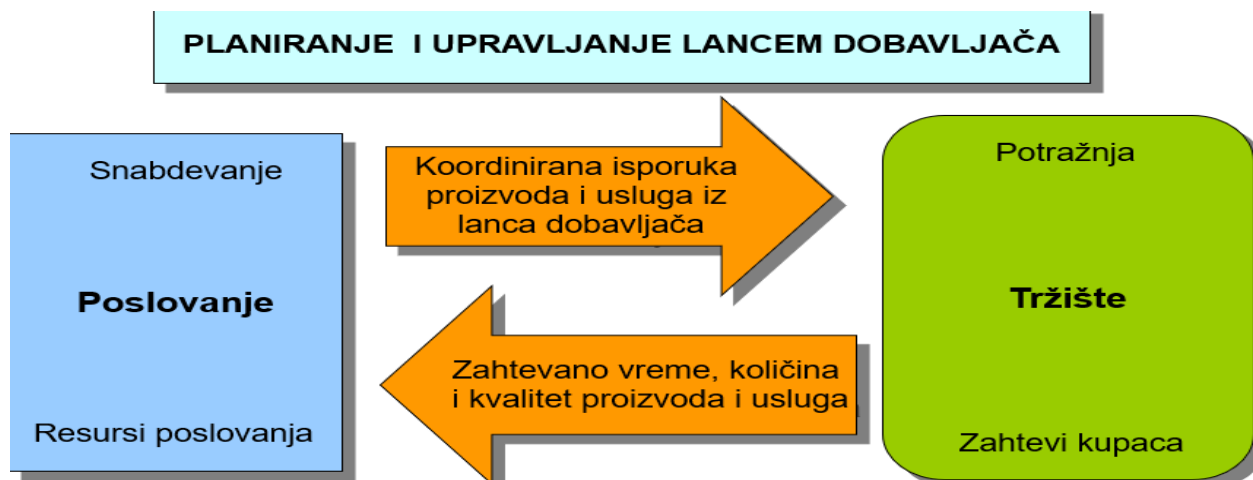 PLANIRANJE I UPRAVLJANJE LANCEM DOBAVLJAČA
Snabdevanje
Poslovanje
Resursi poslovanja
Koordinirana isporuka
proizvoda i usluga iz
lanca dobavljača
Zahtevano vreme, količina
i kvalitet proizvoda i usluga
Potražnja
Tržište
Zahtevi kupaca